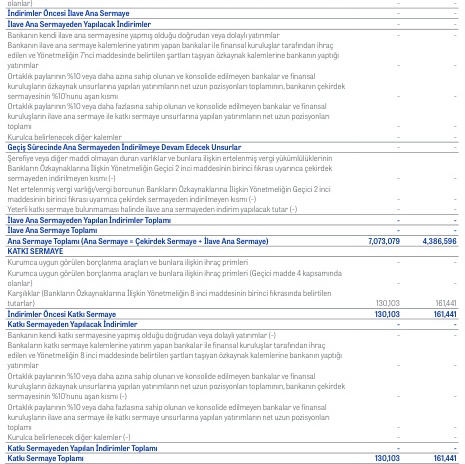 olanlar) - -
İndirimler Öncesi İlave Ana Sermaye - -
İlave Ana Sermayeden Yapılacak İndirimler - -
Bankanın kendi ilave ana sermayesine yapmış olduğu doğrudan veya dolaylı yatırımlar - -
Bankanın ilave ana sermaye kalemlerine yatırım yapan bankalar ile finansal kuruluşlar tarafından ihraç
edilen ve Yönetmeliğin 7'nci maddesinde belirtilen şartları taşıyan özkaynak kalemlerine bankanın yaptığı
yatırımlar - -
Ortaklık paylarının %10 veya daha azına sahip olunan ve konsolide edilmeyen bankalar ve finansal
kuruluşların özkaynak unsurlarına yapılan yatırımların net uzun pozisyonları toplamının, bankanın çekirdek
sermayesinin %10'nunu aşan kısmı - -
Ortaklık paylarının %10 veya daha fazlasına sahip olunan ve konsolide edilmeyen bankalar ve finansal
kuruluşların ilave ana sermaye ile katkı sermaye unsurlarına yapılan yatırımların net uzun pozisyonları
toplamı - -
Kurulca belirlenecek diğer kalemler - -
Geçiş Sürecinde Ana Sermayeden İndirilmeye Devam Edecek Unsurlar - -
Şerefiye veya diğer maddi olmayan duran varlıklar ve bunlara ilişkin ertelenmiş vergi yükümlülüklerinin
Bankaların Özkaynaklarına İlişkin Yönetmeliğin Geçici 2 inci maddesinin birinci fıkrası uyarınca çekirdek
sermayeden indirilmeyen kısmı (-) - -
Net ertelenmiş vergi varlığı/vergi borcunun Bankların Özkaynaklarına İlişkin Yönetmeliğin Geçici 2 inci
maddesinin birinci fıkrası uyarınca çekirdek sermayeden indirilmeyen kısmı (-) - -
Yeterli katkı sermaye bulunmaması halinde ilave ana sermayeden indirim yapılacak tutar (-) - -
İlave Ana Sermayeden Yapılan İndirimler Toplamı - -
İlave Ana Sermaye Toplamı - -
Ana Sermaye Toplamı (Ana Sermaye = Çekirdek Sermaye + İlave Ana Sermaye) 7,073,079 4,386,596
KATKI SERMAYE
Kurumca uygun görülen borçlanma araçları ve bunlara ilişkin ihraç primleri - -
Kurumca uygun görülen borçlanma araçları ve bunlara ilişkin ihraç primleri (Geçici madde 4 kapsamında
olanlar) - -
Karşılıklar (Bankların Özkaynaklarına İlişkin Yönetmeliğin 8 inci maddesinin birinci fıkrasında belirtilen
tutarlar) 130,103 161,441
İndirimler Öncesi Katkı Sermaye 130,103 161,441
Katkı Sermayeden Yapılacak İndirimler - -
Bankanın kendi katkı sermayesine yapmış olduğu doğrudan veya dolaylı yatırımlar (-) - -
Bankaların katkı sermaye kalemlerine yatırım yapan bankalar ile finansal kuruluşlar tarafından ihraç
edilen ve Yönetmeliğin 8 inci maddesinde belirtilen şartları taşıyan özkaynak kalemlerine bankanın yaptığı
yatırımlar - -
Ortaklık paylarının %10 veya daha azına sahip olunan ve konsolide edilmeyen bankalar ve finansal
kuruluşların özkaynak unsurlarına yapılan yatırımların net uzun pozisyonları toplamının, bankanın çekirdek
sermayesinin %10'nunu aşan kısmı (-) - -
Ortaklık paylarının %10 veya daha fazlasına sahip olunan ve konsolide edilmeyen bankalar ve finansal
kuruluşların ilave ana sermaye ile katkı sermaye unsurlarına yapılan yatırımların net uzun pozisyonları
toplamı - -
Kurulca belirlenecek diğer kalemler (-) - -
Katkı Sermayeden Yapılan İndirimler Toplamı - -
Katkı Sermaye Toplamı 130,103 161,441